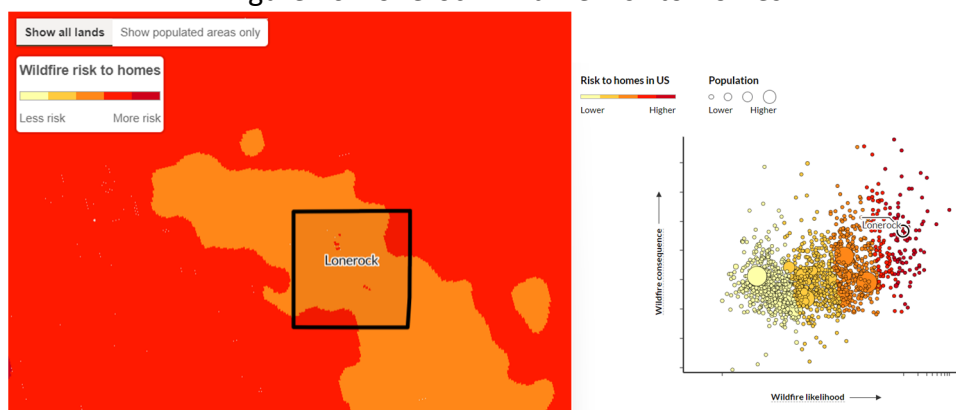 Show all lands Show populated areas only
Wildfire risk to homes
Less risk More risk
Lonerock
Risk to homes in US Population
Lower Higher Lower Higher
Lonerock
Wildfire consequence
Wildfire likelihood